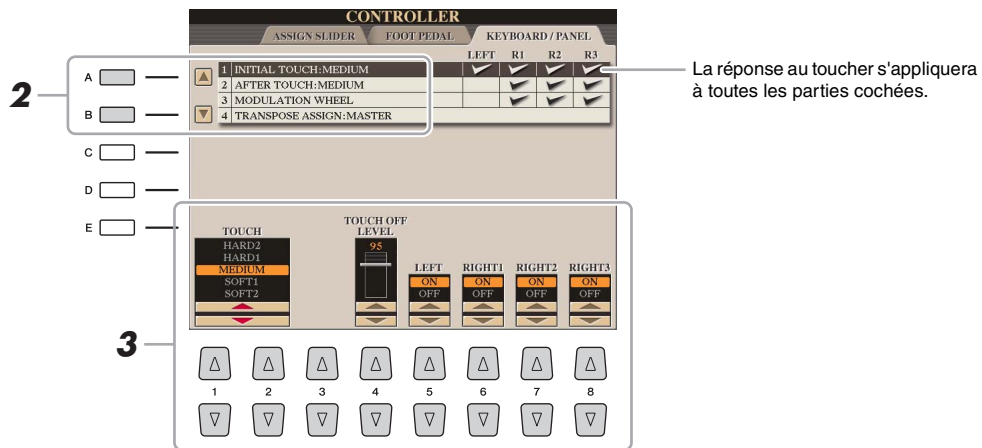 CONTROLLER
ASSIGN SLIDER FOOT PEDAL KEYBOARD / PANEL
LEFT R1 R2 R3
A
1 INITIAL TOUCH:MEDIUM
2 AFTER TOUCH:MEDIUM
3 MODULATION WHEEL
4 TRANSPOSE ASSIGN:MASTER
La réponse au toucher s'appliquera
à toutes les parties cochées.
2
B
C
D
E
TOUCH
HARD2
HARD1
MEDIUM
SOFT1
SOFT2
TOUCH OFF
LEVEL
95
LEFT RIGHT1 RIGHT2 RIGHT3
ON ON ON ON
OFF OFF OFF OFF
3
1 2 3 4 5 6 7 8